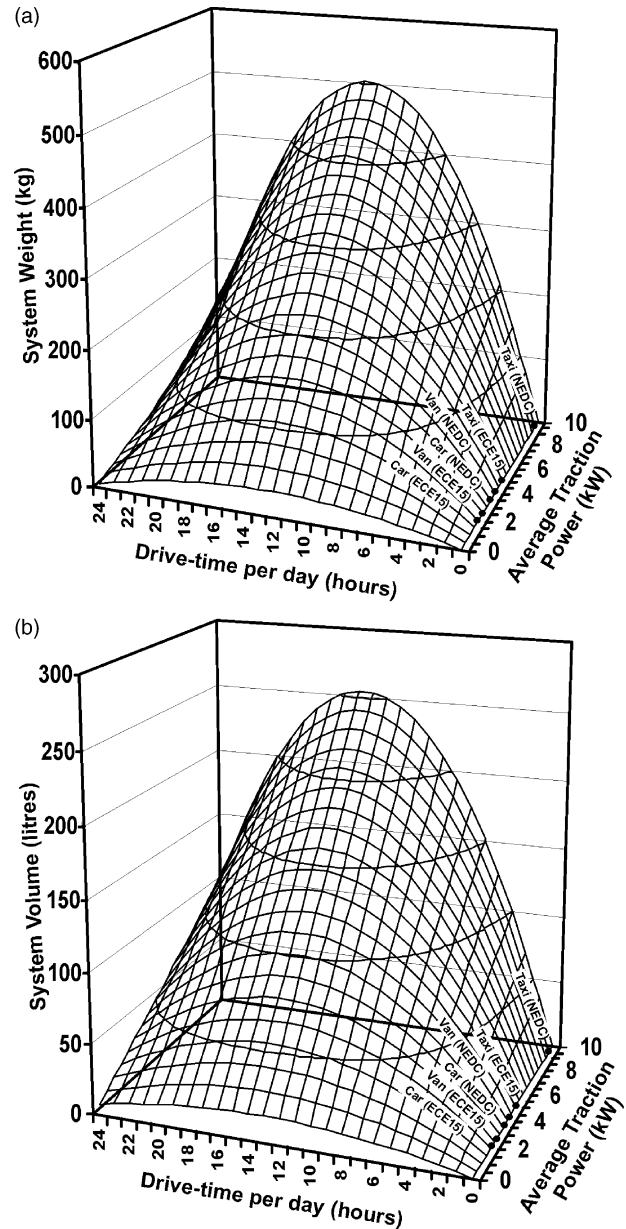 (a)
600
500
400
300
200
100
0
System Weight (kg)
24
22
20
18
16
14
12
10
8
6
4
2
0
Drive-time per day (hours)
0
2
4
6
8
10
Average Traction
Power (kW)
Car (ECE15)
Van (ECE15)
Car (NEDC)
Van (NEDC)
Taxi (ECE15)
Taxi (NEDC)
(b)
300
250
200
150
100
50
0
System Volume (litres)
24
22
20
18
16
14
12
10
8
6
4
2
0
Drive-time per day (hours)
0
2
4
6
8
10
Average Traction
Power (kW)
Car (ECE15)
Van (ECE15)
Car (NEDC)
Van (NEDC)
Taxi (ECE15)
Taxi (NEDC)